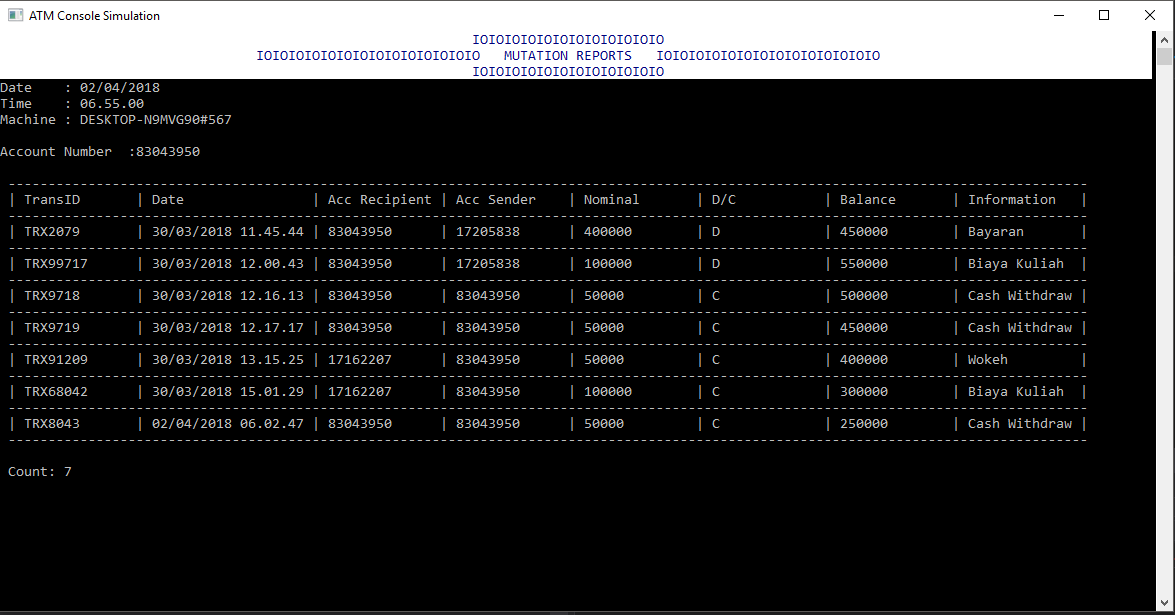 ATM Console Simulation
IOIOIOIOIOIOIOIOIOIOIOIO
IOIOIOIOIOIOIOIOIOIOIOIOIOIO   MUTATION REPORTS   IOIOIOIOIOIOIOIOIOIOIOIOIOIO
IOIOIOIOIOIOIOIOIOIOIOIO
Date    : 02/04/2018
Time    : 06.55.00
Machine : DESKTOP-N9MVG90#567
Account Number  :83043950
| TransID       | Date                | Acc Recipient | Acc Sender    | Nominal       | D/C           | Balance       | Information   |
| TRX2079       | 30/03/2018 11.45.44 | 83043950      | 17205838      | 400000        | D             | 450000        | Bayaran       |
| TRX99717      | 30/03/2018 12.00.43 | 83043950      | 17205838      | 100000        | D             | 550000        | Biaya Kuliah  |
| TRX9718       | 30/03/2018 12.16.13 | 83043950      | 83043950      | 50000         | C             | 500000        | Cash Withdraw |
| TRX9719       | 30/03/2018 12.17.17 | 83043950      | 83043950      | 50000         | C             | 450000        | Cash Withdraw |
| TRX91209      | 30/03/2018 13.15.25 | 17162207      | 83043950      | 50000         | C             | 400000        | Wokeh         |
| TRX68042      | 30/03/2018 15.01.29 | 17162207      | 83043950      | 100000        | C             | 300000        | Biaya Kuliah  |
| TRX8043       | 02/04/2018 06.02.47 | 83043950      | 83043950      | 50000         | C             | 250000        | Cash Withdraw |
Count: 7